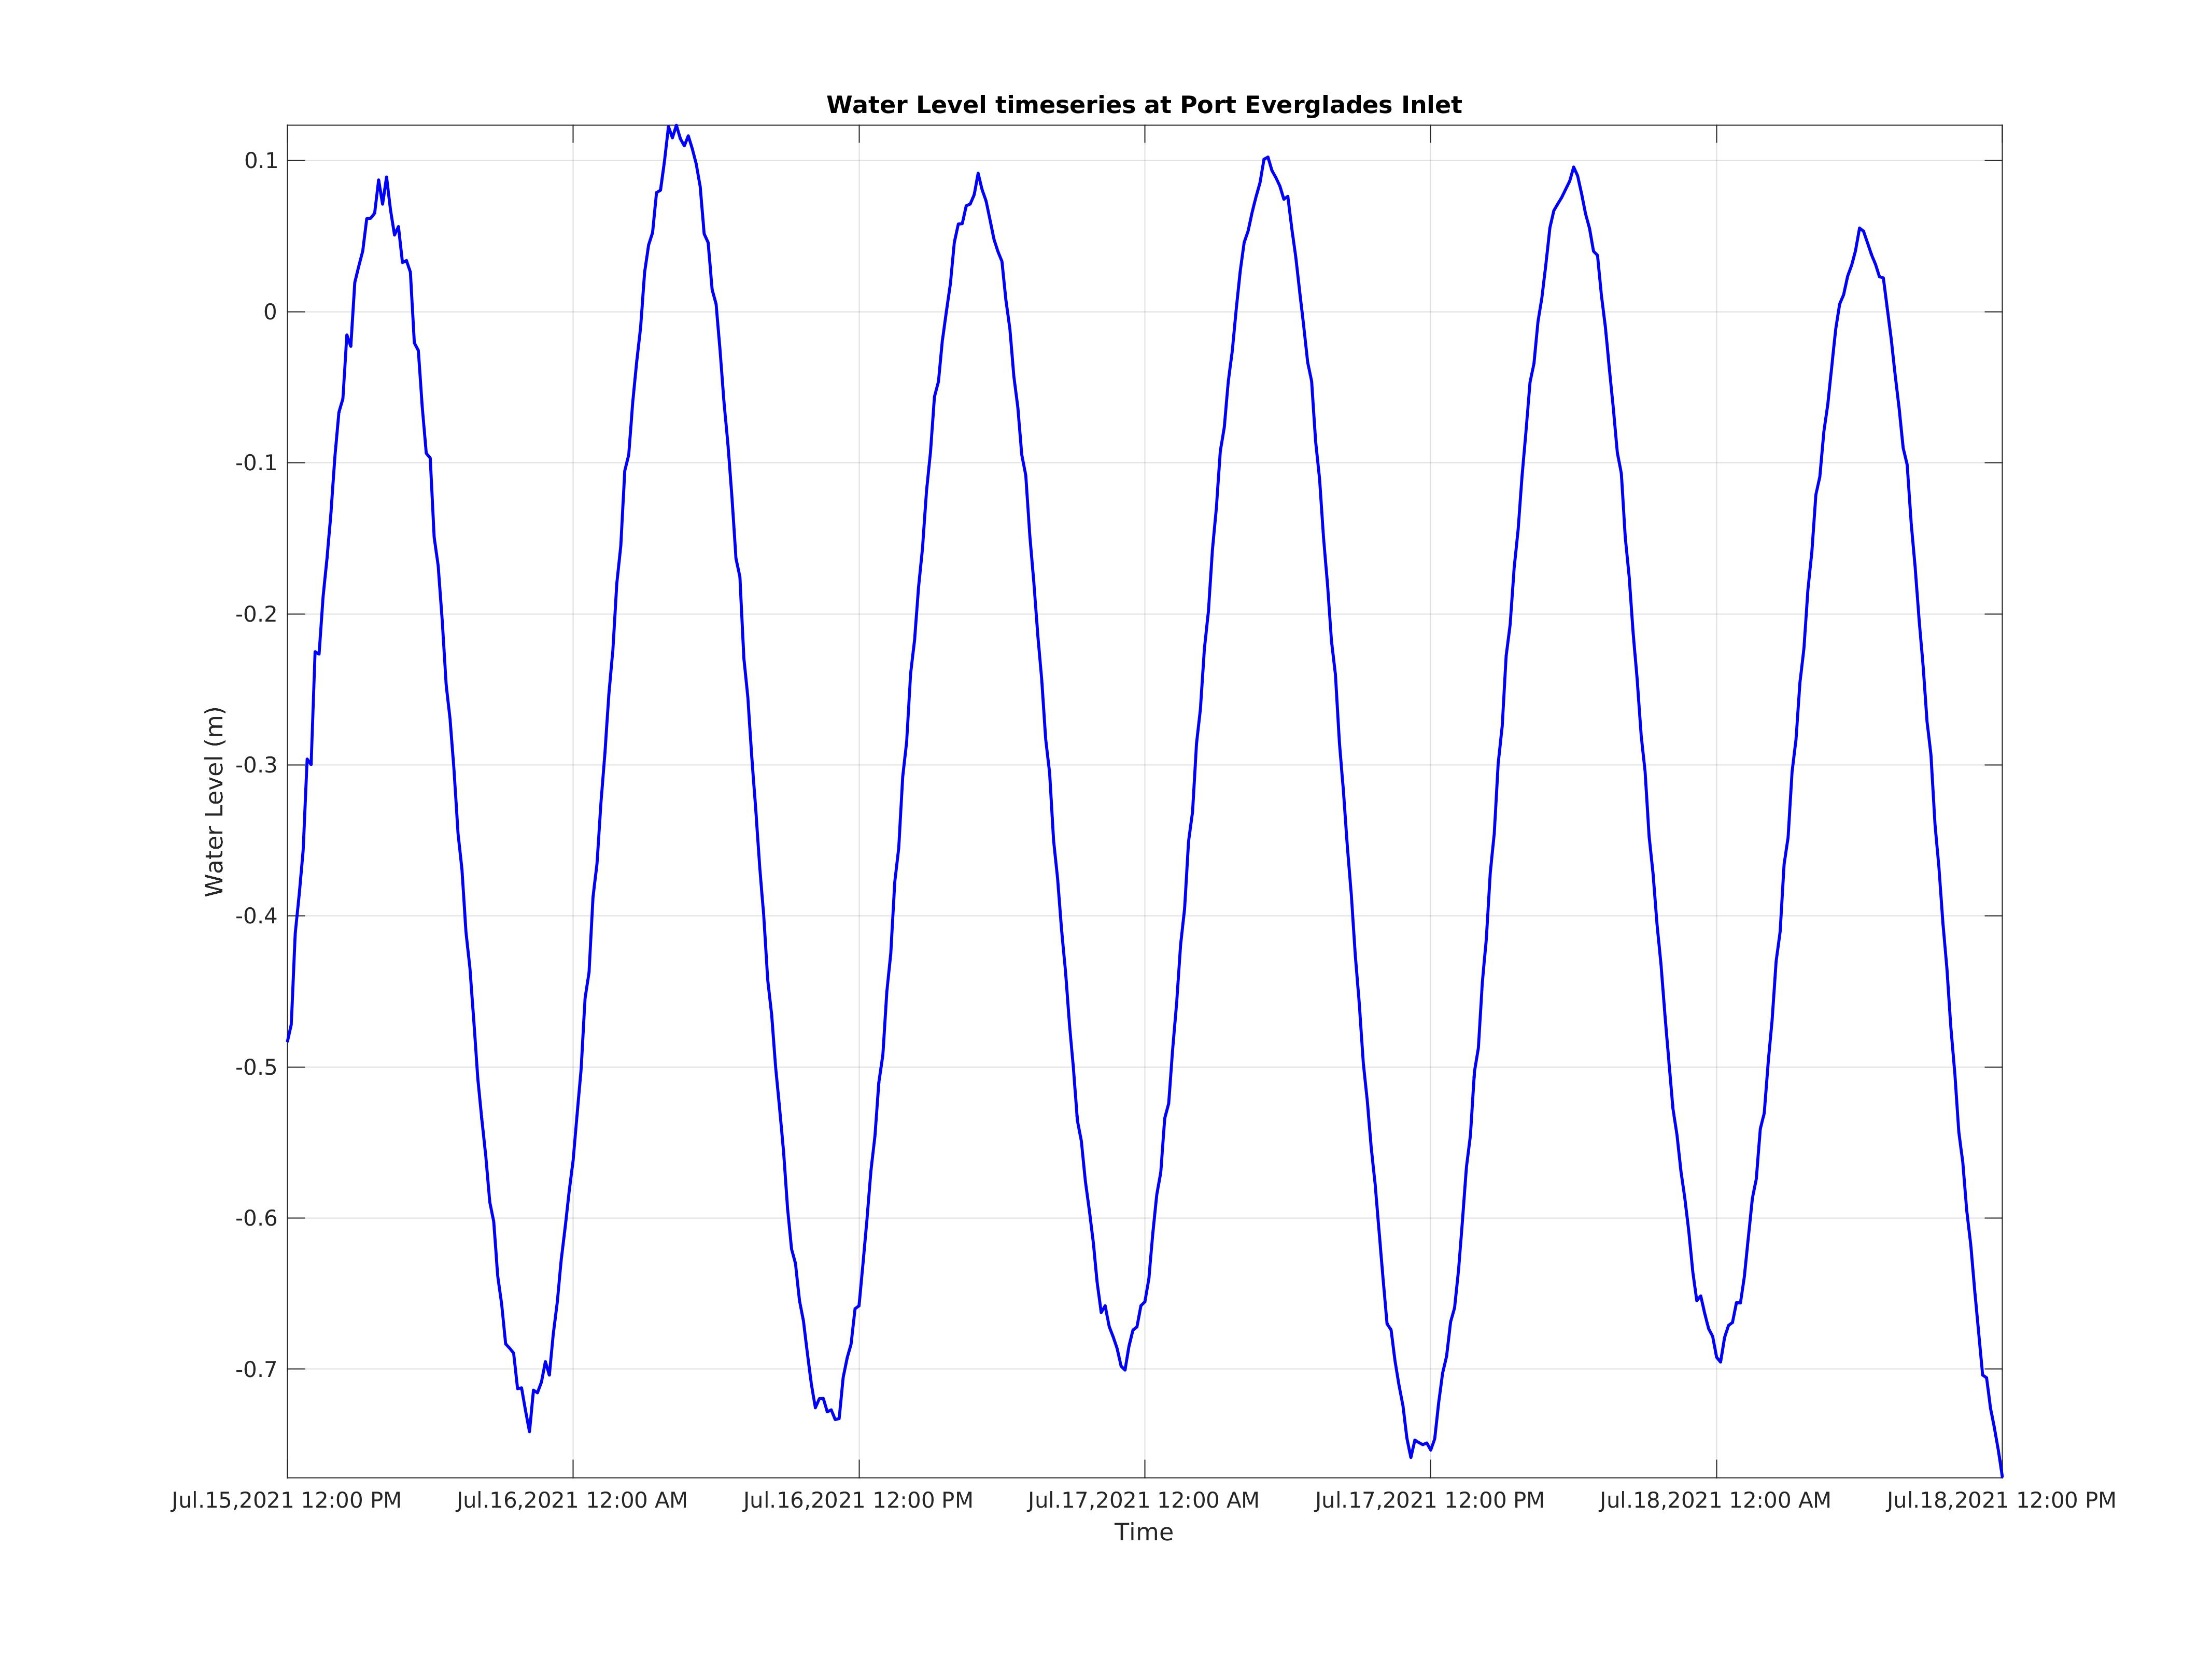 Water Level timeseries at Port Everglades Inlet
0.1
0
-0.1
-0.2
-0.3
-0.4
-0.5
-0.6
-0.7
Water Level (m)
Jul.15,2021 12:00 PM
Jul.16,2021 12:00 AM
Jul.16,2021 12:00 PM
Jul.17,2021 12:00 AM
Jul.17,2021 12:00 PM
Jul.18,2021 12:00 AM
Jul.18,2021 12:00 PM
Time